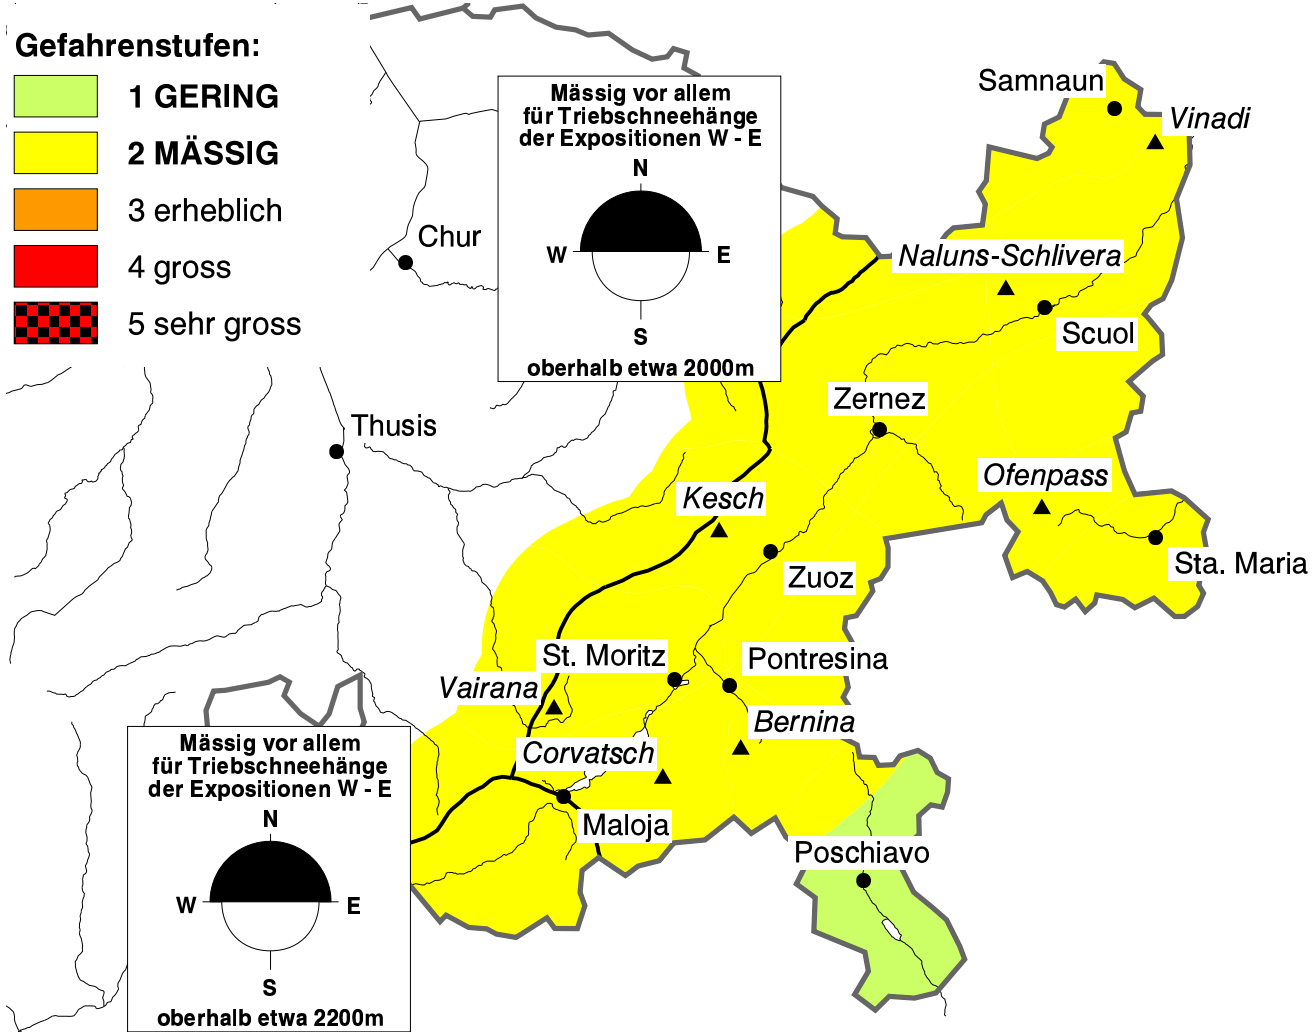 Gefahrenstufen:
1 GERING
2 MÄSSIG
3 erheblich
4 gross
5 sehr gross
Mässig vor allem
für Triebschneehänge
der Expositionen W - E
N
W
E
S
oberhalb etwa 2000m
Samnaun
Vinadi
Chur
Naluns-Schlivera
Scuol
Zernez
Thusis
Ofenpass
Kesch
Sta. Maria
Zuoz
St. Moritz
Pontresina
Vairana
Bernina
Corvatsch
Maloja
Poschiavo
Mässig vor allem
für Triebschneehänge
der Expositionen W - E
N
W
E
S
oberhalb etwa 2200m